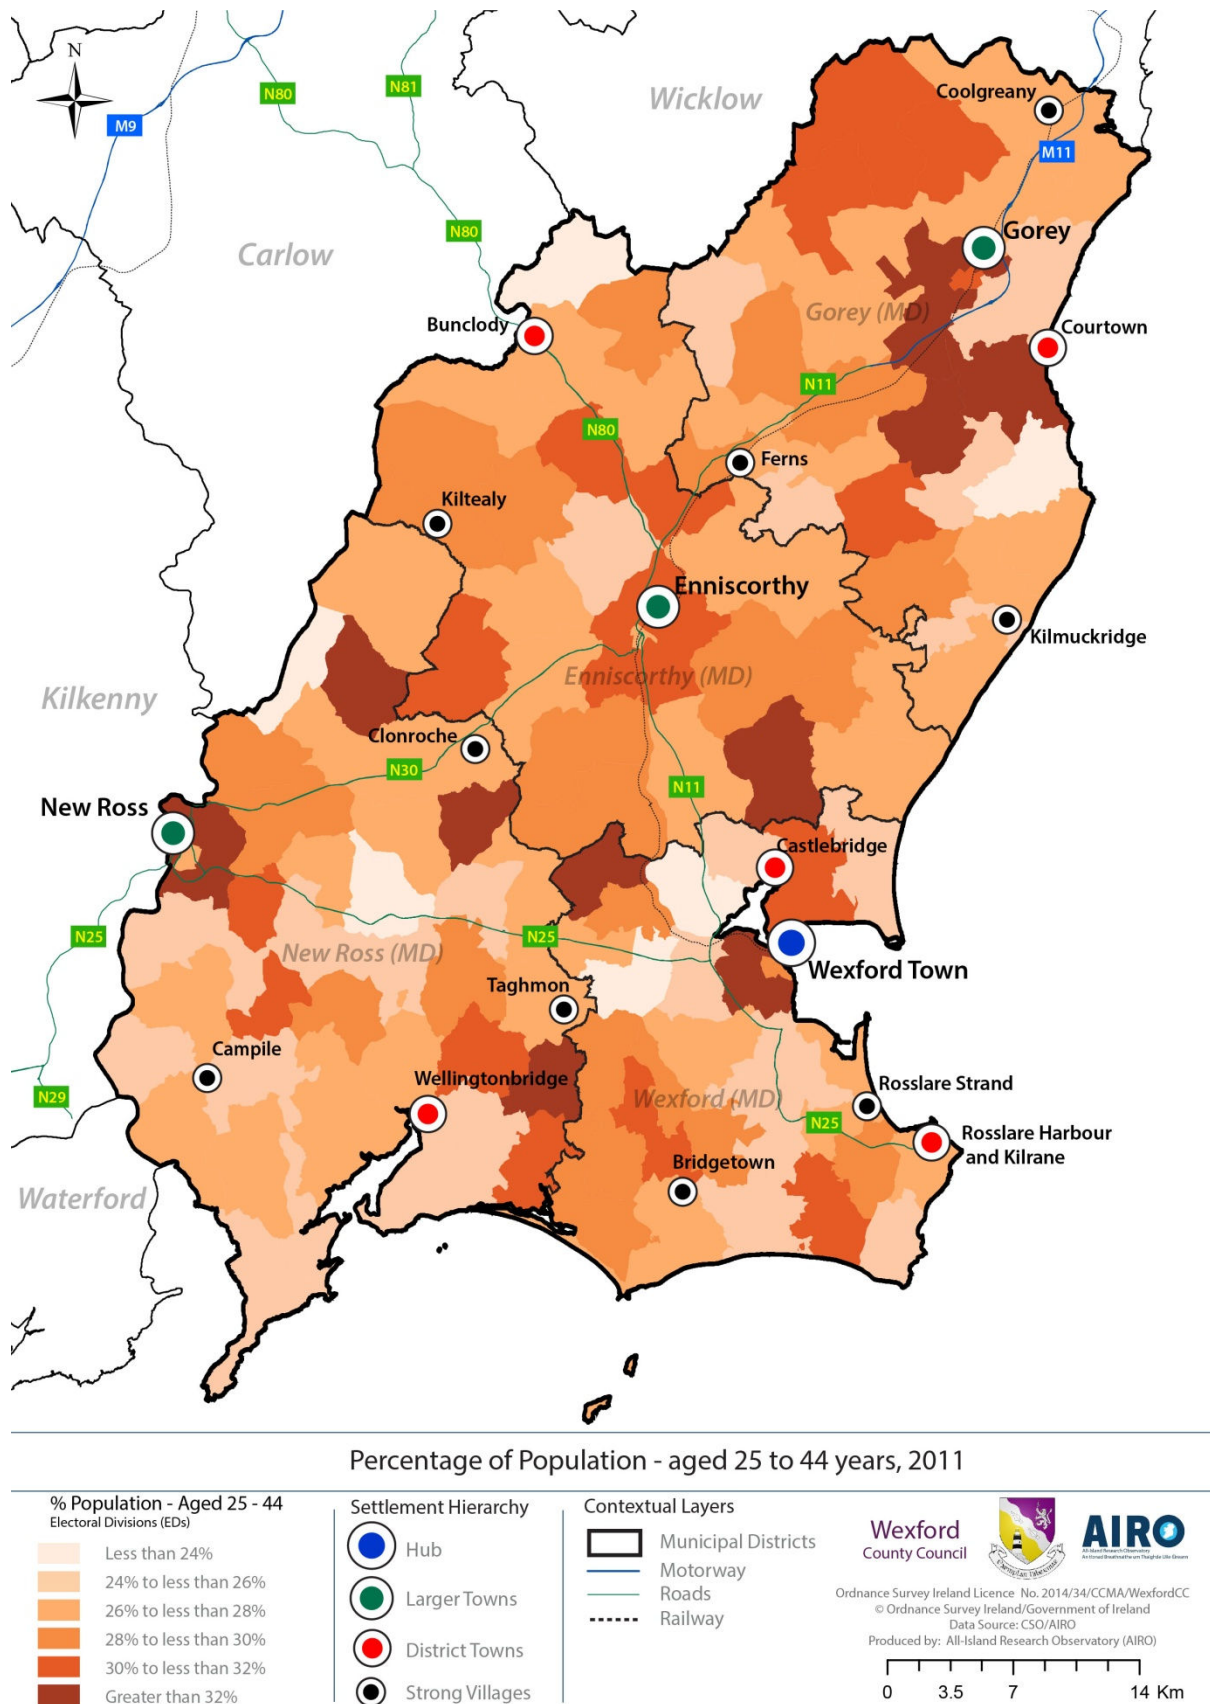 N
N80
N81
M9
Wicklow
Coolgreany
M11
N80
Carlow
Gorey
Gorey (MD)
Bunclody
Courtown
N11
N80
Ferns
Kiltealy
Enniscorthy
Kilmuckridge
Enniscorthy (MD)
Kilkenny
Clonroche
N30
N11
New Ross
Castlebridge
N25
N25
New Ross (MD)
Wexford Town
Taghmon
Campile
Wellingtonbridge
Rosslare Strand
N29
Wexford (MD)
N25
Rosslare Harbour
and Kilrane
Bridgetown
Waterford
Percentage of Population - aged 25 to 44 years, 2011
% Population - Aged 25 - 44
Electoral Divisions (EDs)
Less than 24%
24% to less than 26%
26% to less than 28%
28% to less than 30%
30% to less than 32%
Greater than 32%
Settlement Hierarchy
Hub
Larger Towns
District Towns
Strong Villages
Contextual Layers
Municipal Districts
Motorway
Roads
Railway
Wexford
County Council
AIRO
All-Island Research Observatory
Ordnance Survey Ireland Licence No. 2014/34/CCMA/WexfordCC
© Ordnance Survey Ireland/Government of Ireland
Data Source: CSO/AIRO
Produced by: All-Island Research Observatory (AIRO)
0 3.5 7 14 Km